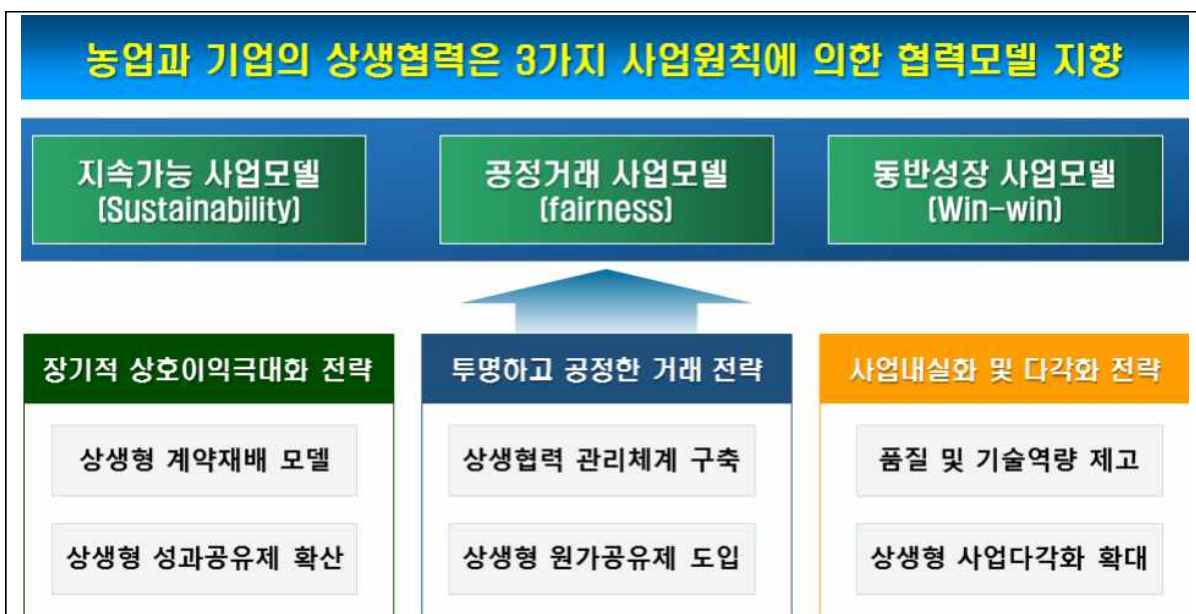 농업과 기업의 상생협력은 3가지 사업원칙에 의한 협력모델 지향
지속가능 사업모델
(Sustainability)
공정거래 사업모델
(fairness)
동반성장 사업모델
(Win-win)
장기적 상호이익극대화 전략
상생형 계약재배 모델
상생형 성과공유제 확산
투명하고 공정한 거래 전략
상생협력 관리체계 구축
상생형 원가공유제 도입
사업내실화 및 다각화 전략
품질 및 기술역량 제고
상생형 사업다각화 확대